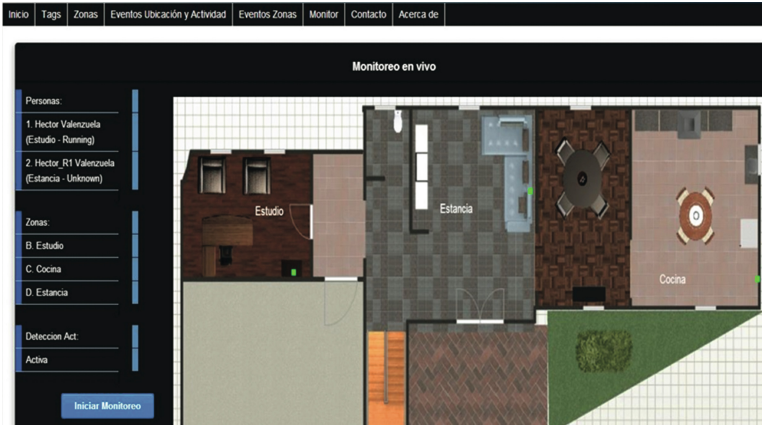 Inicio Tags Zonas Eventos Ubicación y Actividad Eventos Zonas Monitor Contacto Acerca de
Monitoreo en vivo
Personas:
1. Hector Valenzuela
(Estudio - Running)
2. Hector_R1 Valenzuela
(Estancia - Unknown)
Zonas:
B. Estudio
C. Cocina
D. Estancia
Deteccion Act:
Activa
Iniciar Monitoreo
Estudio
Estancia
Cocina